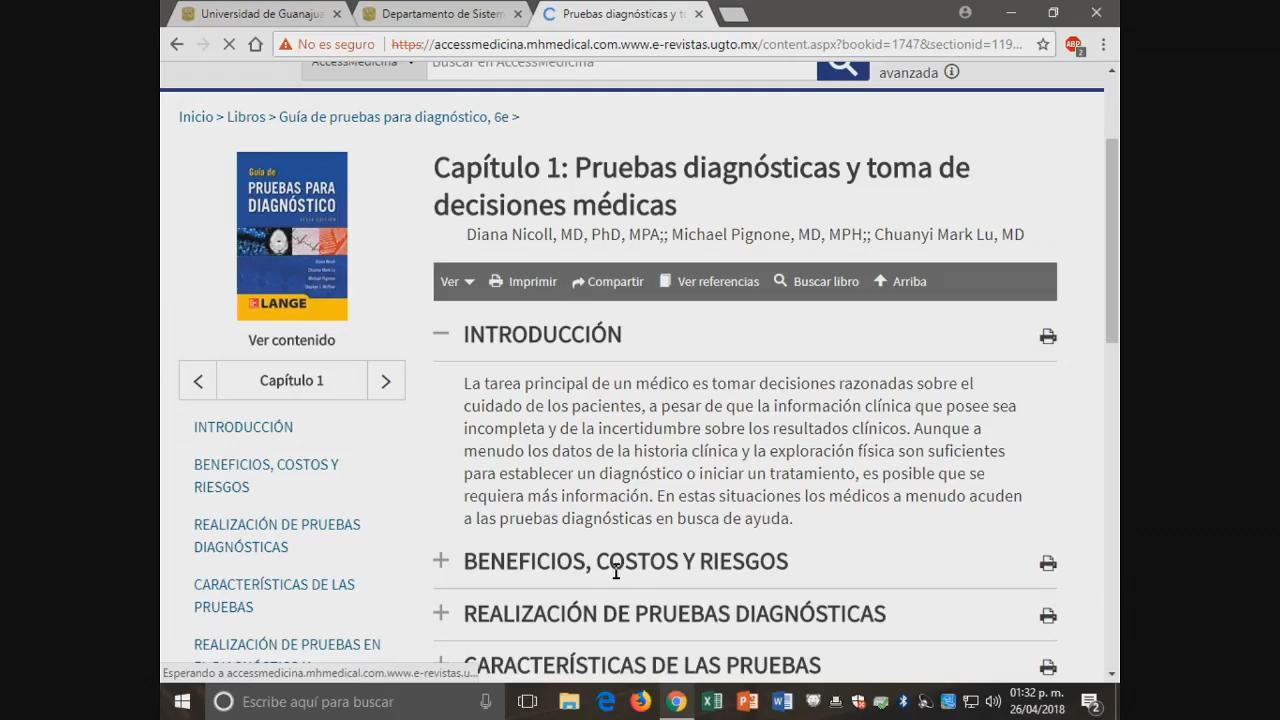 Universidad de Guanajua
Departamento de Sistem
Pruebas diagnósticas y to
No es seguro
https://accessmedicina.mhmedical.com.www.e-revistas.ugto.mx/content.aspx?bookid=1747&sectionid=119...
ABP
2
AccessMedicina
Buscar en AccessMedicina
avanzada
Inicio > Libros > Guía de pruebas para diagnóstico, 6e >
Guía de
PRUEBAS PARA
DIAGNÓSTICO
LANGE
Ver contenido
Capítulo 1
INTRODUCCIÓN
BENEFICIOS, COSTOS Y
RIESGOS
REALIZACIÓN DE PRUEBAS
DIAGNÓSTICAS
CARACTERÍSTICAS DE LAS
PRUEBAS
REALIZACIÓN DE PRUEBAS EN
Capítulo 1: Pruebas diagnósticas y toma de
decisiones médicas
Diana Nicoll, MD, PhD, MPA;; Michael Pignone, MD, MPH;; Chuanyi Mark Lu, MD
Ver
Imprimir
Compartir
Ver referencias
Buscar libro
Arriba
INTRODUCCIÓN
La tarea principal de un médico es tomar decisiones razonadas sobre el
cuidado de los pacientes, a pesar de que la información clínica que posee sea
incompleta y de la incertidumbre sobre los resultados clínicos. Aunque a
menudo los datos de la historia clínica y la exploración física son suficientes
para establecer un diagnóstico o iniciar un tratamiento, es posible que se
requiera más información. En estas situaciones los médicos a menudo acuden
a las pruebas diagnósticas en busca de ayuda.
BENEFICIOS, COSTOS Y RIESGOS
REALIZACIÓN DE PRUEBAS DIAGNÓSTICAS
CARACTERÍSTICAS DE LAS PRUEBAS
Esperando a accessmedicina.mhmedical.com.www.e-revistas.u...
Escribe aquí para buscar
01:32 p. m.
26/04/2018
2